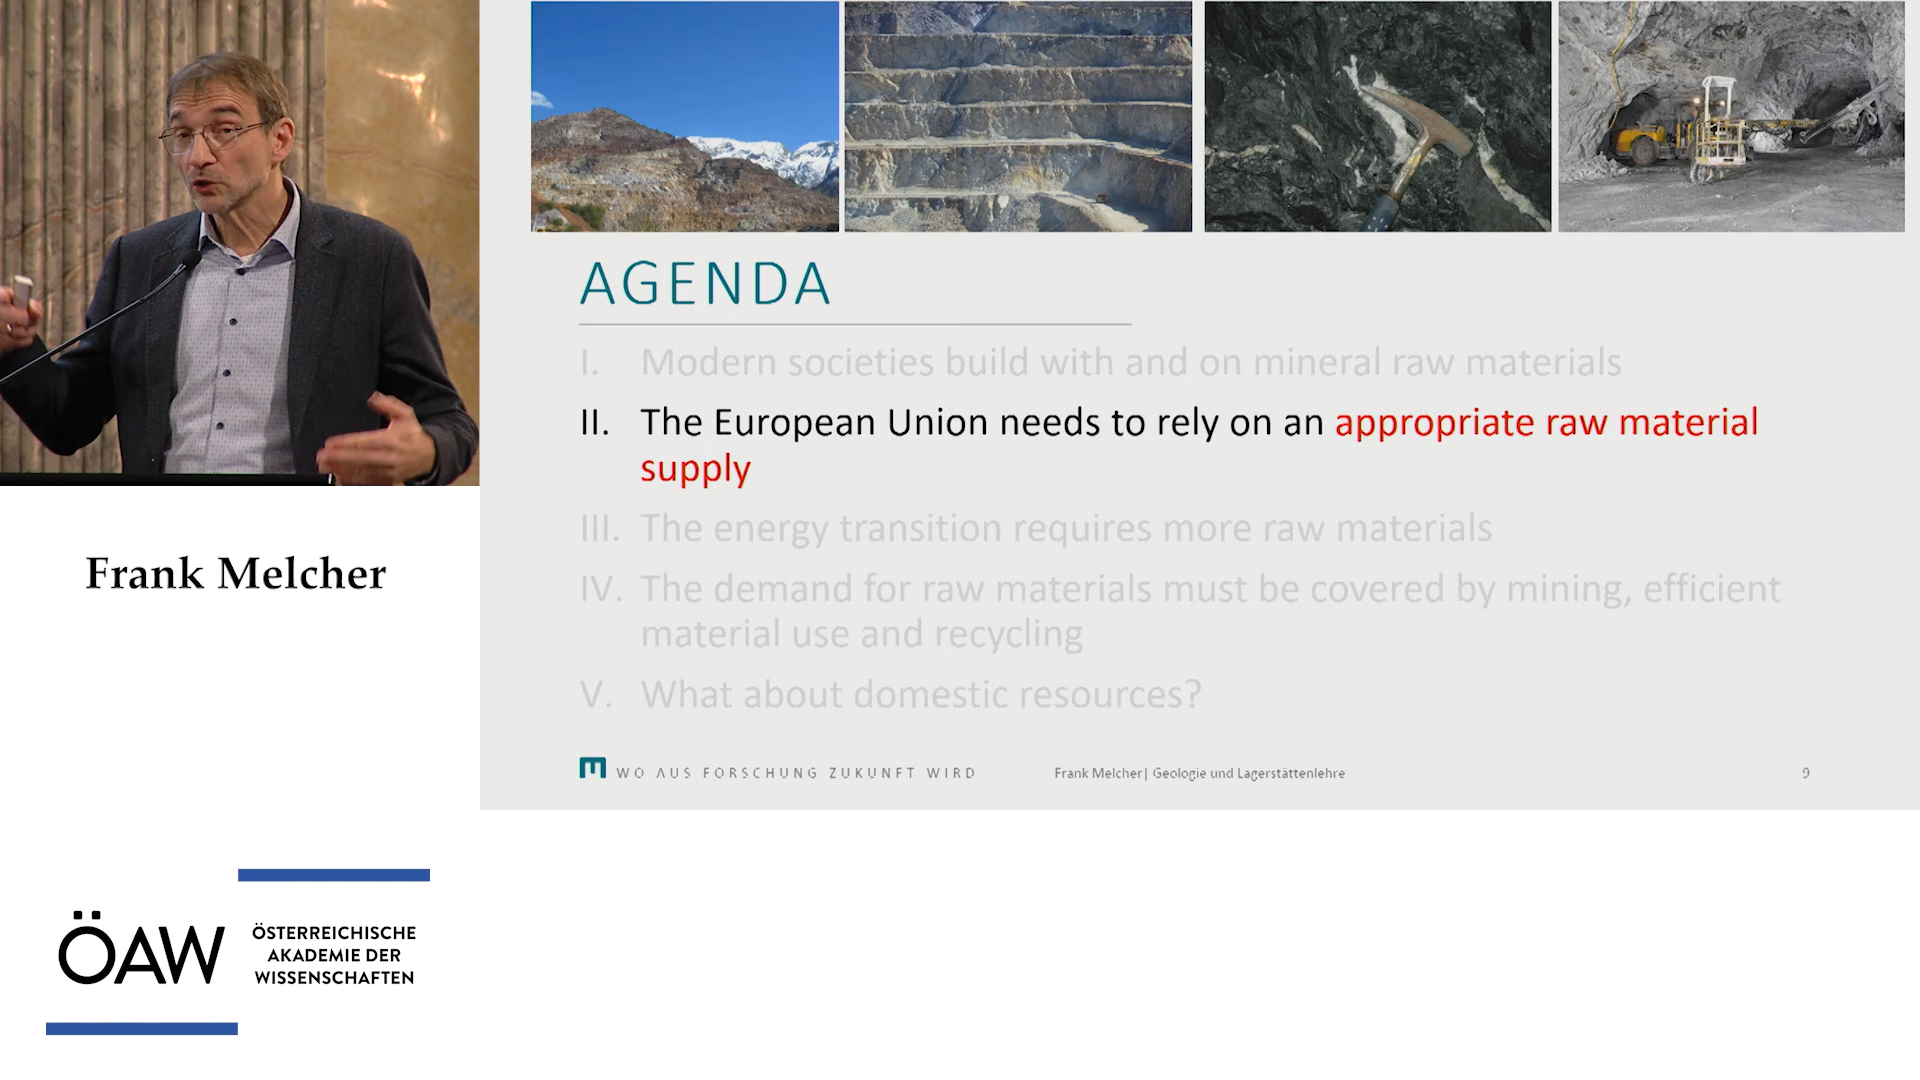 AGENDA
I. Modern societies build with and on mineral raw materials
II. The European Union needs to rely on an appropriate raw material
supply
III. The energy transition requires more raw materials
IV. The demand for raw materials must be covered by mining, efficient
material use and recycling
V. What about domestic resources?
WO AUS FORSCHUNG ZUKUNFT WIRD
Frank Melcher| Geologie und Lagerstättenlehre
9
Frank Melcher
ÖAW
ÖSTERREICHISCHE
AKADEMIE DER
WISSENSCHAFTEN